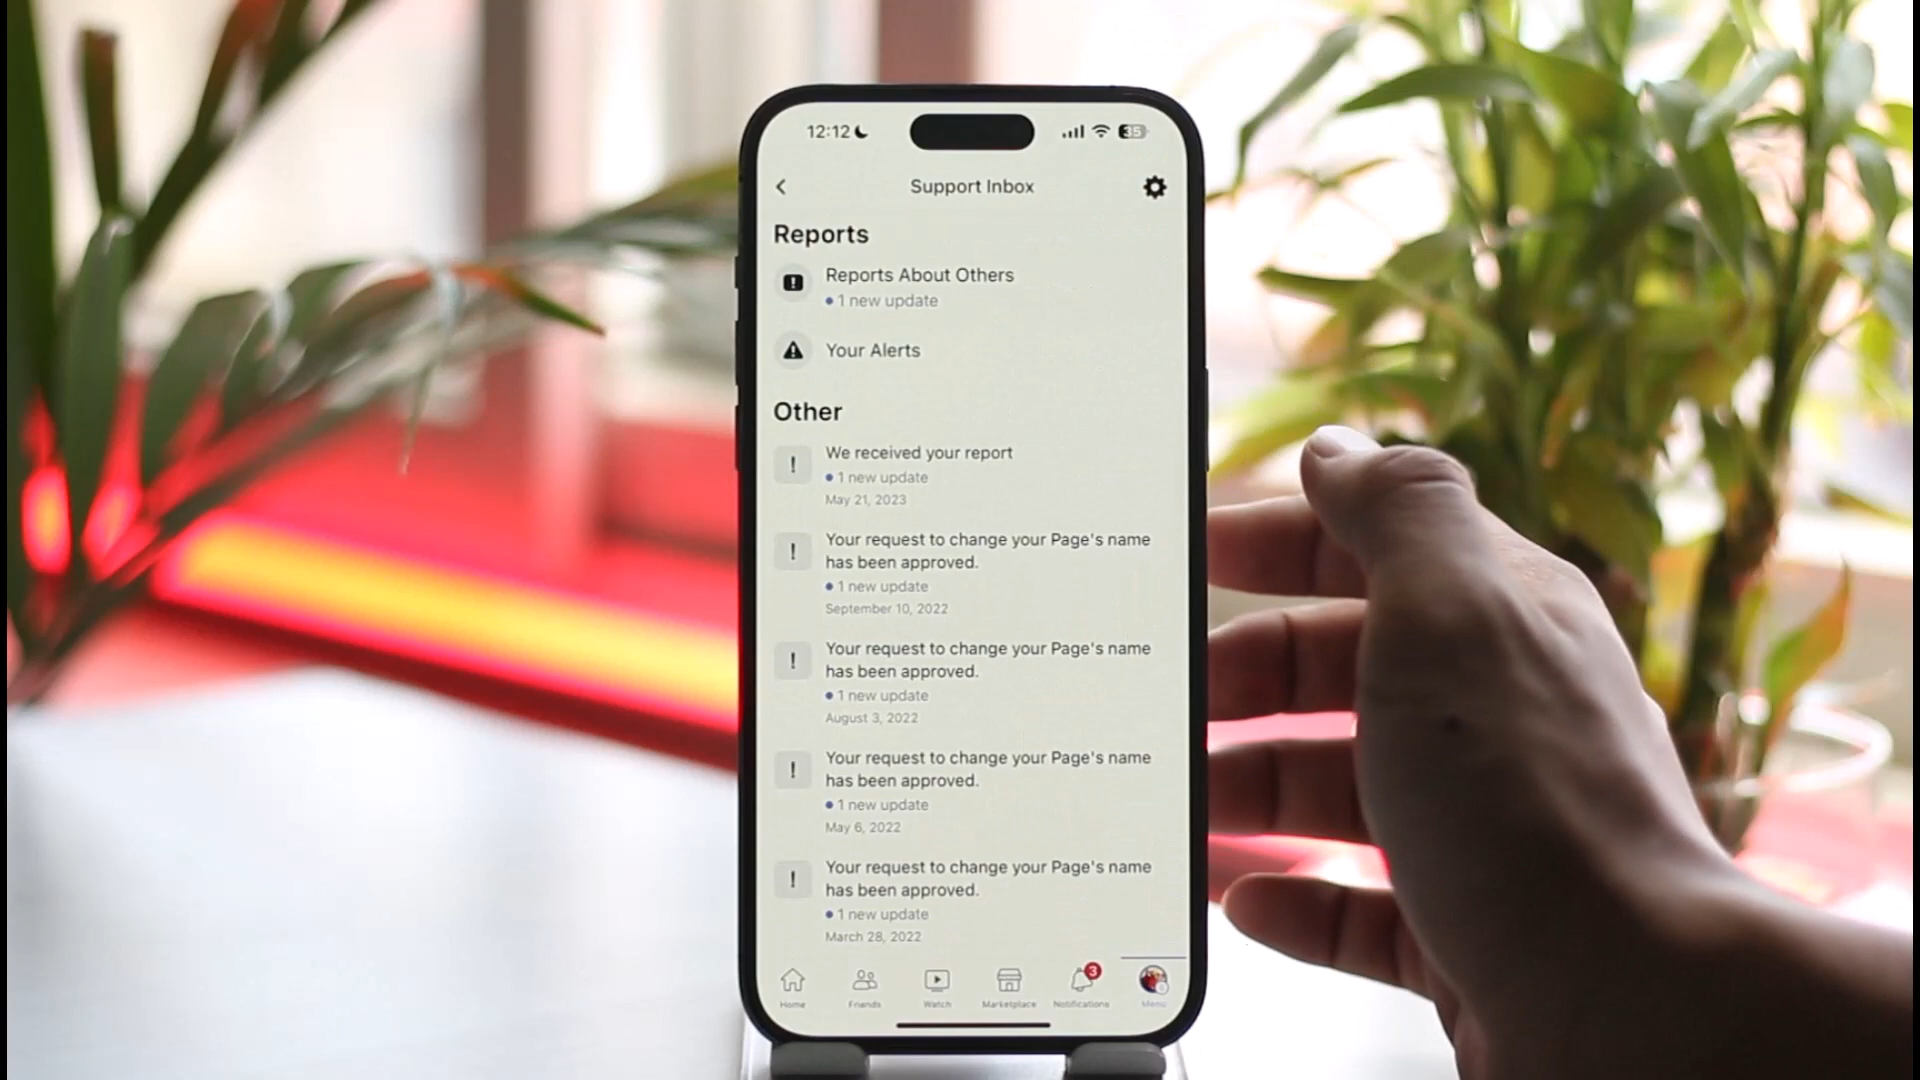 12:12
35
Support Inbox
Reports
Reports About Others
1 new update
Your Alerts
Other
We received your report
1 new update
May 21, 2023
Your request to change your Page's name
has been approved.
1 new update
September 10, 2022
Your request to change your Page's name
has been approved.
1 new update
August 3, 2022
Your request to change your Page's name
has been approved.
1 new update
May 6, 2022
Your request to change your Page's name
has been approved.
1 new update
March 28, 2022
3
Home Friends Watch Marketplace Notifications Menu